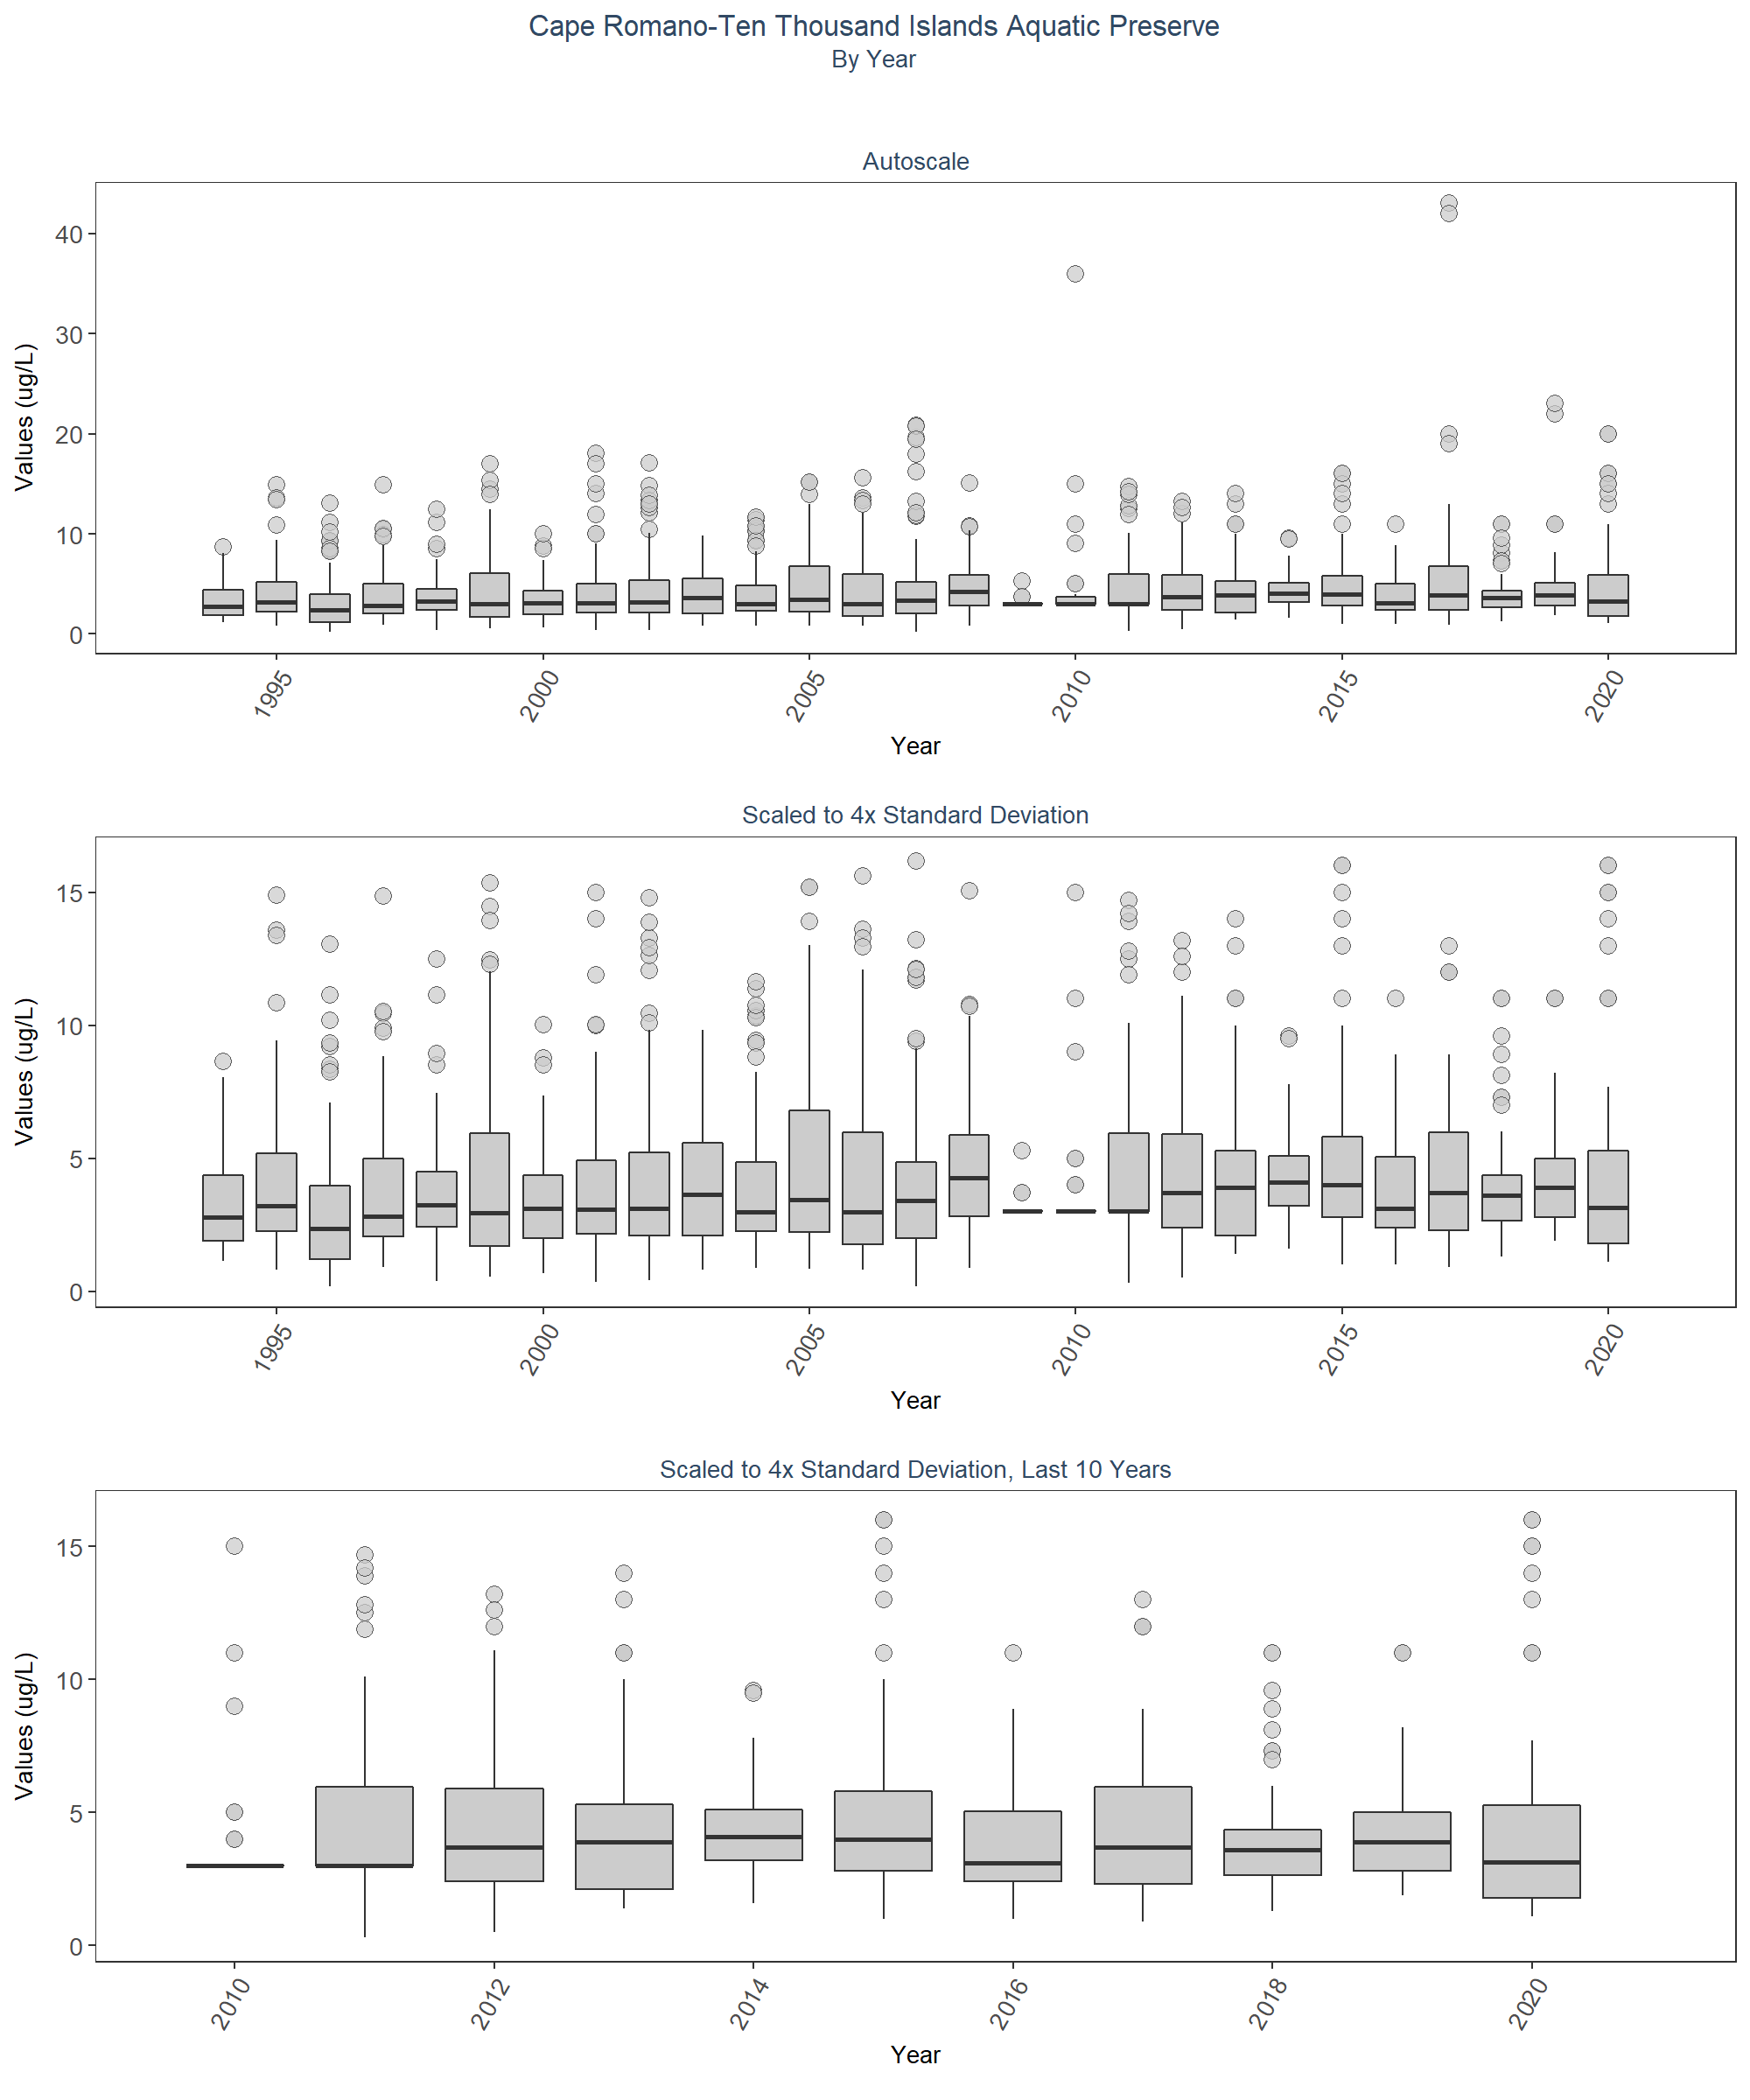 Cape Romano-Ten Thousand Islands Aquatic Preserve
By Year
Autoscale
Values (ug/L)
40
30
20
10
0
1995 2000 2005 2010 2015 2020
Year
Scaled to 4x Standard Deviation
Values (ug/L)
15
10
5
0
1995 2000 2005 2010 2015 2020
Year
Scaled to 4x Standard Deviation, Last 10 Years
Values (ug/L)
15
10
5
0
2010 2012 2014 2016 2018 2020
Year